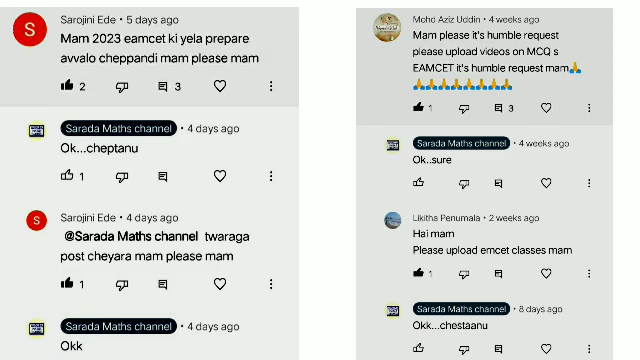 Sarojini Ede • 5 days ago
Mam 2023 eamcet ki yela prepare
avvalo cheppandi mam please mam
2 3
Sarada Maths channel • 4 days ago
Ok...cheptanu
1
Sarojini Ede • 4 days ago
@Sarada Maths channel twaraga
post cheyara mam please mam
1
Sarada Maths channel • 4 days ago
Okk
Mohd Aziz Uddin • 4 weeks ago
Mam please it's humble request
please upload videos on MCQ s
EAMCET it's humble request mam🙏
🙏🙏🙏🙏🙏🙏🙏🙏
1 3
Sarada Maths channel • 4 weeks ago
Ok..sure
Likitha Penumala • 2 weeks ago
Hai mam
Please upload emcet classes mam
1
Sarada Maths channel • 8 days ago
Okk...chestaanu
S
S